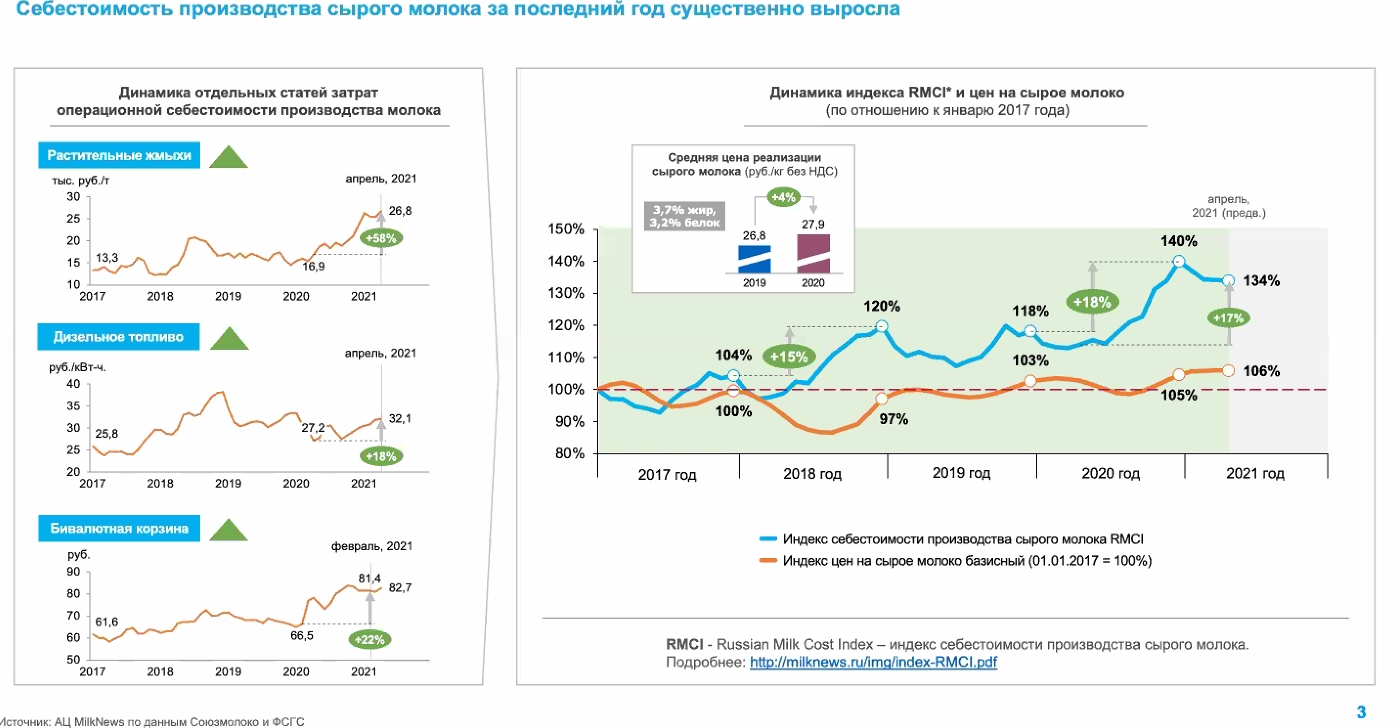 Себестоимость производства сырого молока за последний год существенно выросла
Динамика отдельных статей затрат
операционной себестоимости производства молока
Растительные жмыхи
тыс. руб./т
апрель, 2021
30
25
20
15
10
13,3
16,9
26,8
+58%
2017 2018 2019 2020 2021
Дизельное топливо
руб./кВт-ч.
апрель, 2021
40
35
30
25
20
25,8
27,2
32,1
+18%
2017 2018 2019 2020 2021
Бивалютная корзина
руб.
февраль, 2021
90
80
70
60
50
61,6
66,5
81,4
82,7
+22%
2017 2018 2019 2020 2021
Динамика индекса RMCI* и цен на сырое молоко
(по отношению к январю 2017 года)
Средняя цена реализации
сырого молока (руб./кг без НДС)
+4%
3,7% жир,
3,2% белок
26,8
27,9
2019 2020
апрель,
2021 (предв.)
150%
140%
130%
120%
110%
100%
90%
80%
104%
+15%
120%
118%
+18%
140%
134%
+17%
100%
97%
103%
105%
106%
2017 год 2018 год 2019 год 2020 год 2021 год
Индекс себестоимости производства сырого молока RMCI
Индекс цен на сырое молоко базисный (01.01.2017 = 100%)
RMCI - Russian Milk Cost Index – индекс себестоимости производства сырого молока.
Подробнее: http://milknews.ru/img/index-RMCI.pdf
Источник: АЦ MilkNews по данным Союзмолоко и ФСГС
3